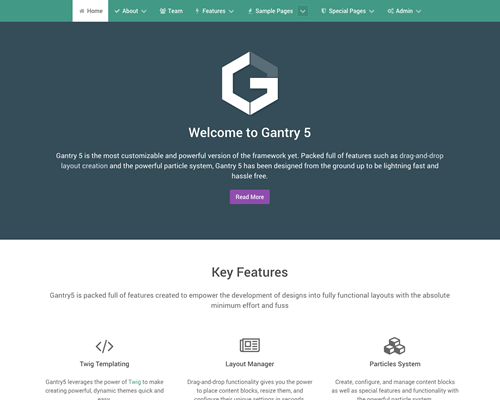 Home About Team Features Sample Pages Special Pages Admin
Welcome to Gantry 5
Gantry 5 is the most customizable and powerful version of the framework yet. Packed full of features such as drag-and-drop
layout creation and the powerful particle system, Gantry 5 has been designed from the ground up to be lightning fast and
hassle free.
Read More
Key Features
Gantry5 is packed full of features created to empower the development of designs into fully functional layouts with the absolute
minimum effort and fuss
Twig Templating
Layout Manager
Particles System
Gantry5 leverages the power of Twig to make
creating powerful, dynamic themes quick and
Drag-and-drop functionality gives you the power
to place content blocks, resize them, and
configure their unique settings in seconds.
Create, configure, and manage content blocks
as well as special features and functionality with
the powerful particle system.